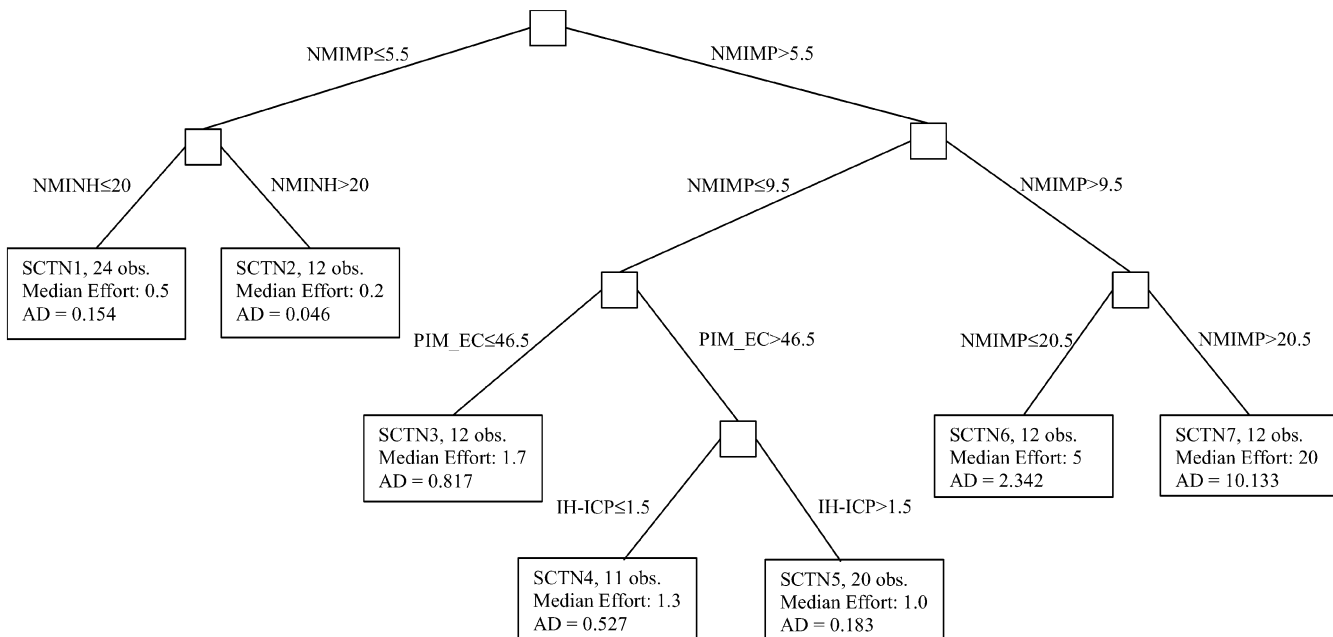 NMIMP≤5.5
NMIMP>5.5
NMINH≤20
NMINH>20
NMIMP≤9.5
NMIMP>9.5
SCTN1, 24 obs.
Median Effort: 0.5
AD = 0.154
SCTN2, 12 obs.
Median Effort: 0.2
AD = 0.046
PIM_EC≤46.5
PIM_EC>46.5
NMIMP≤20.5
NMIMP>20.5
SCTN3, 12 obs.
Median Effort: 1.7
AD = 0.817
SCTN6, 12 obs.
Median Effort: 5
AD = 2.342
SCTN7, 12 obs.
Median Effort: 20
AD = 10.133
IH-ICP≤1.5
IH-ICP>1.5
SCTN4, 11 obs.
Median Effort: 1.3
AD = 0.527
SCTN5, 20 obs.
Median Effort: 1.0
AD = 0.183